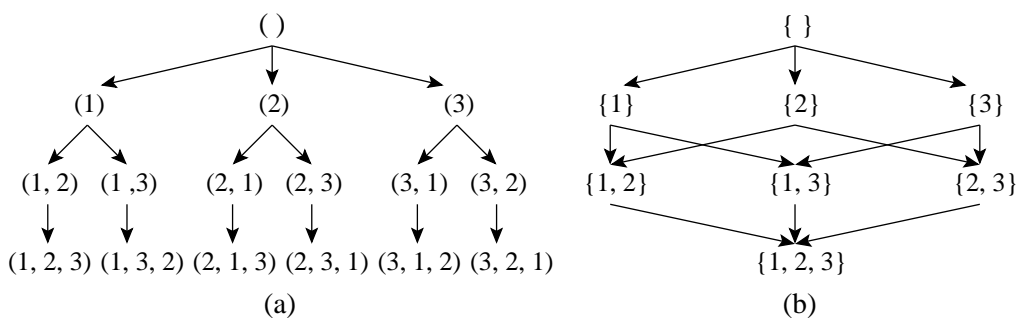 ( ) { }
(1) (2) (3) {1} {2} {3}
(1, 2) (1 ,3) (2, 1) (2, 3) (3, 1) (3, 2) {1, 2} {1, 3} {2, 3}
(1, 2, 3) (1, 3, 2) (2, 1, 3) (2, 3, 1) (3, 1, 2) (3, 2, 1) {1, 2, 3}
(a) (b)